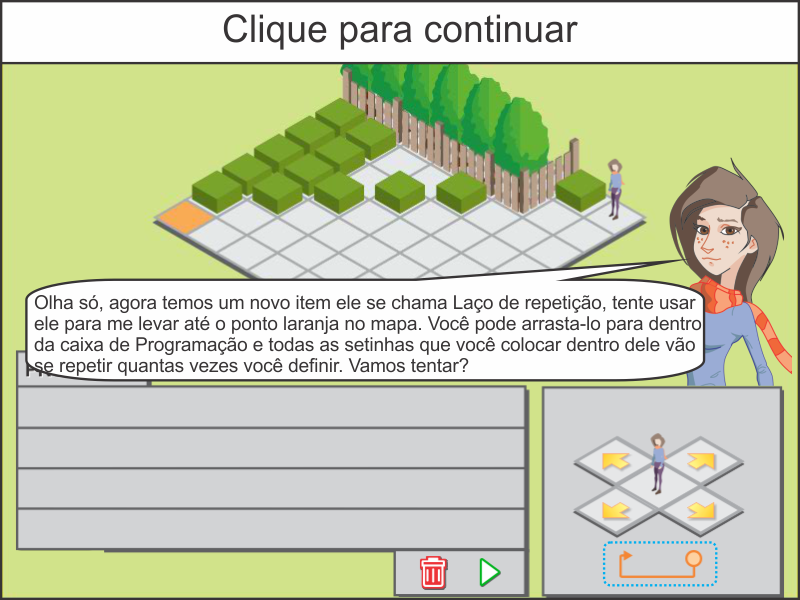 Clique para continuar
Olha só, agora temos um novo item ele se chama Laço de repetição, tente usar
ele para me levar até o ponto laranja no mapa. Você pode arrasta-lo para dentro
da caixa de Programação e todas as setinhas que você colocar dentro dele vão
se repetir quantas vezes você definir. Vamos tentar?